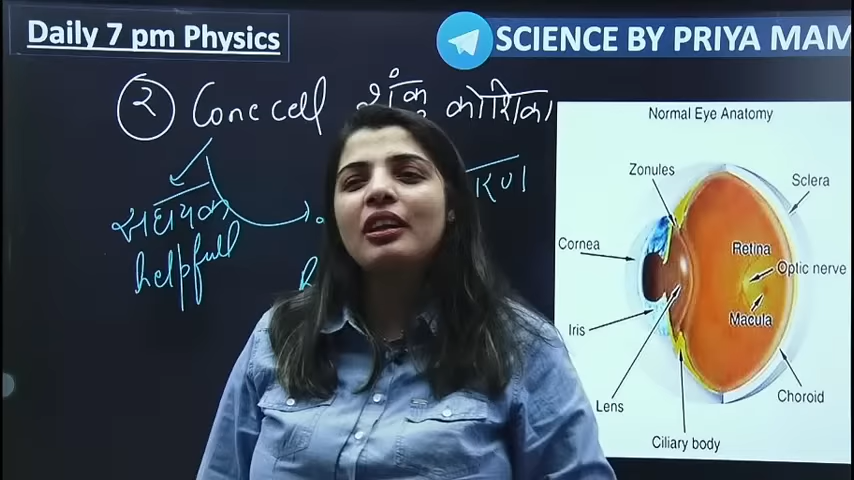 Daily 7 pm Physics
SCIENCE BY PRIYA MAM
२ Cone cell शंकु कोशिका
सहायक
helpfull
Normal Eye Anatomy
Zonules
Sclera
Cornea
Retina
Optic nerve
Macula
Iris
Lens
Choroid
Ciliary body